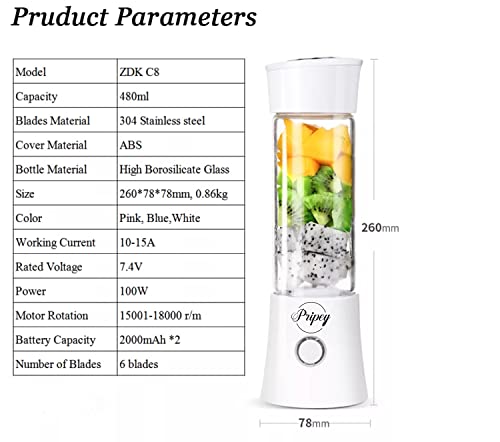 Pruduct Parameters
Model ZDK C8
Capacity 480ml
Blades Material 304 Stainless steel
Cover Material ABS
Bottle Material High Borosilicate Glass
Size 260*78*78mm, 0.86kg
Color Pink, Blue,White
Working Current 10-15A
Rated Voltage 7.4V
Power 100W
Motor Rotation 15001-18000 r/m
Battery Capacity 2000mAh *2
Number of Blades 6 blades
260mm
Pripey
78mm